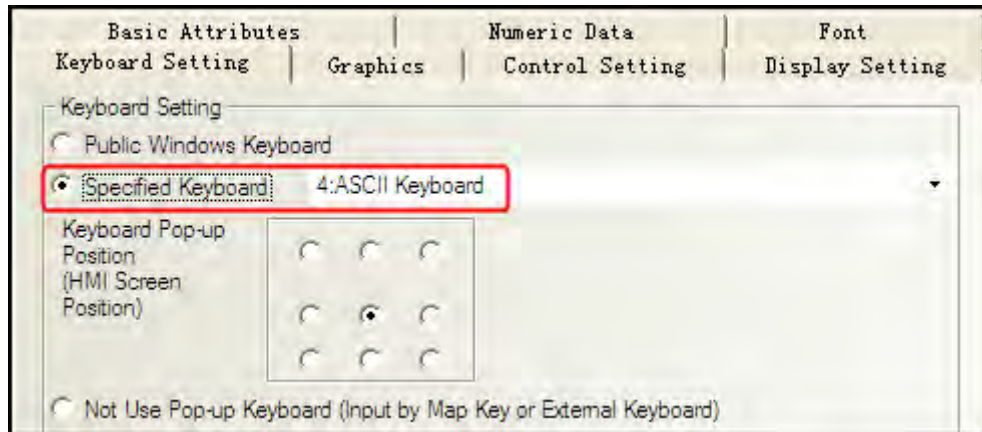 Basic Attributes Numeric Data Font
Keyboard Setting Graphics Control Setting Display Setting
Keyboard Setting
Public Windows Keyboard
Specified Keyboard 4:ASCII Keyboard
Keyboard Pop-up
Position
(HMI Screen
Position)
Not Use Pop-up Keyboard (Input by Map Key or External Keyboard)